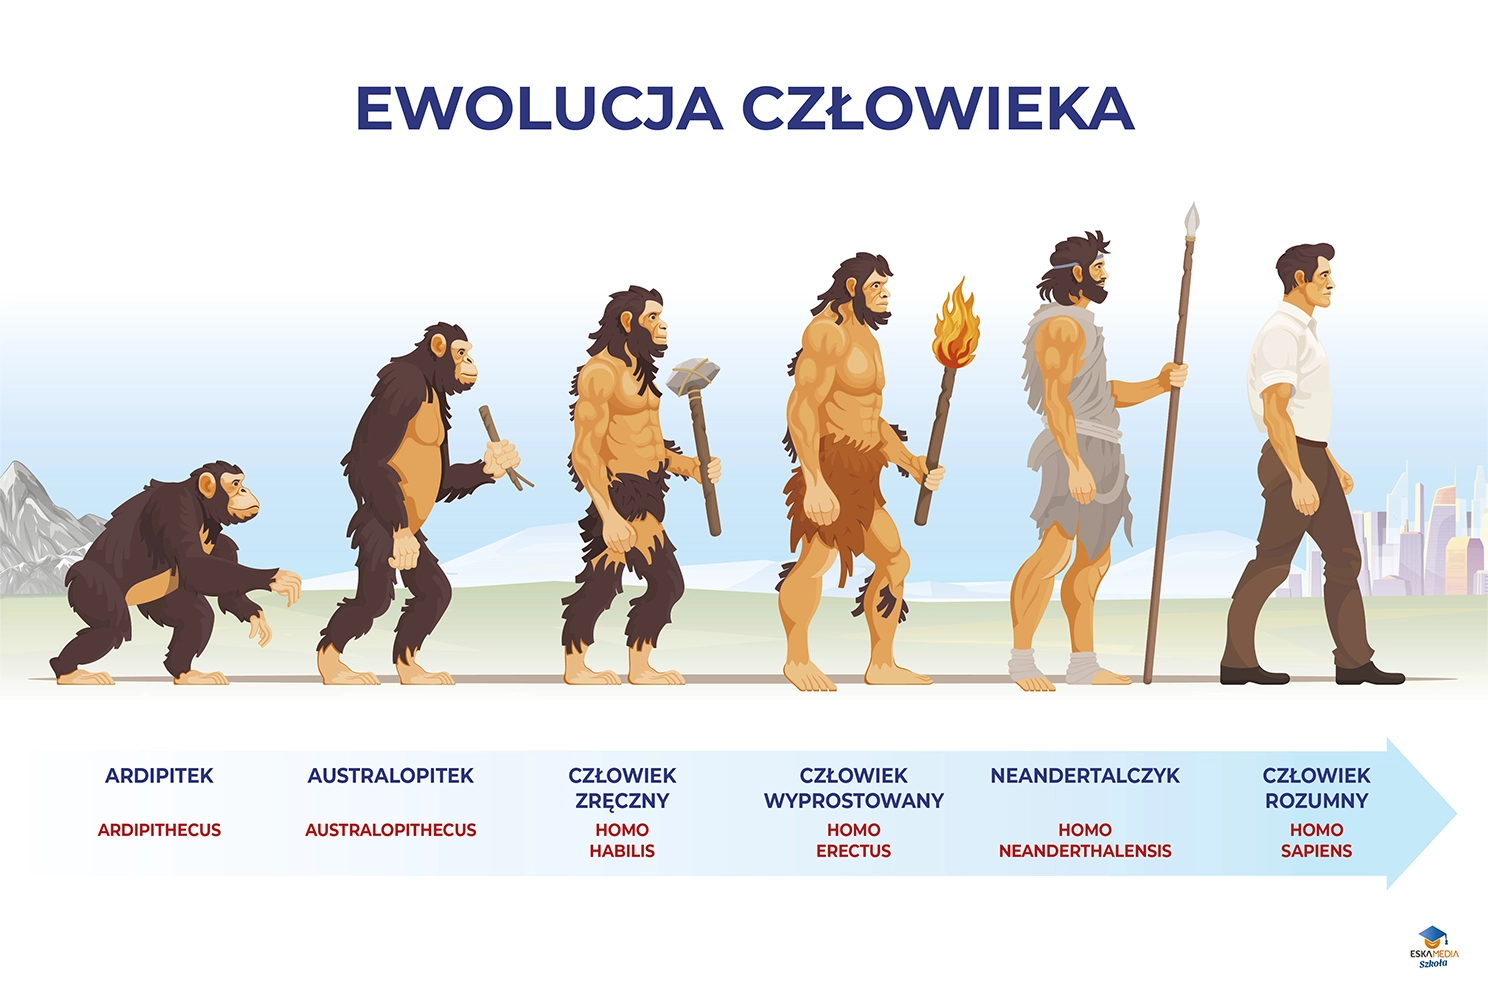 EWOLUCJA CZŁOWIEKA
ARDIPITEK
ARDIPITHECUS
AUSTRALOPITEK
AUSTRALOPITHECUS
CZŁOWIEK
ZRĘCZNY
HOMO
HABILIS
CZŁOWIEK
WYPROSTOWANY
HOMO
ERECTUS
NEANDERTALCZYK
HOMO
NEANDERTHALENSIS
CZŁOWIEK
ROZUMNY
HOMO
SAPIENS
ESKAMEDIA
Szkoła